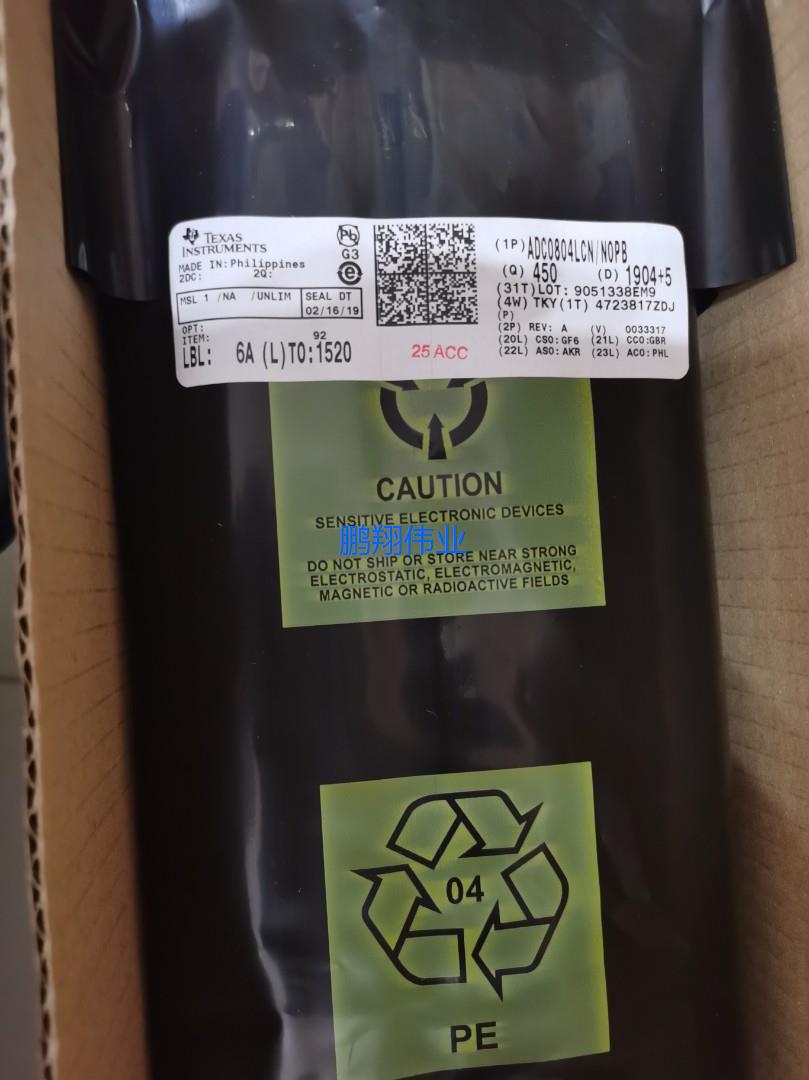 TEXAS
INSTRUMENTS
MADE IN:Philippines
2DC: 2Q:
MSL 1 /NA /UNLIM
SEAL DT
02/16/19
OPT:
ITEM: 92
LBL: 6A (L)TO:1520
Pb
G3
e
25 ACC
(1P)ADC0804LCN/NOPB
(Q) 450 (D) 1904+5
(31T)LOT: 9051338EM9
(4W) TKY(1T) 4723817ZDJ
(P)
(2P) REV: A (V) 0033317
(20L) CSO:GF6 (21L) CCO:GBR
(22L) ASO:AKR (23L) ACO:PHL
CAUTION
SENSITIVE ELECTRONIC DEVICES
鹏翔伟业
DO NOT SHIP OR STORE NEAR STRONG
ELECTROSTATIC, ELECTROMAGNETIC,
MAGNETIC OR RADIOACTIVE FIELDS
04
PE